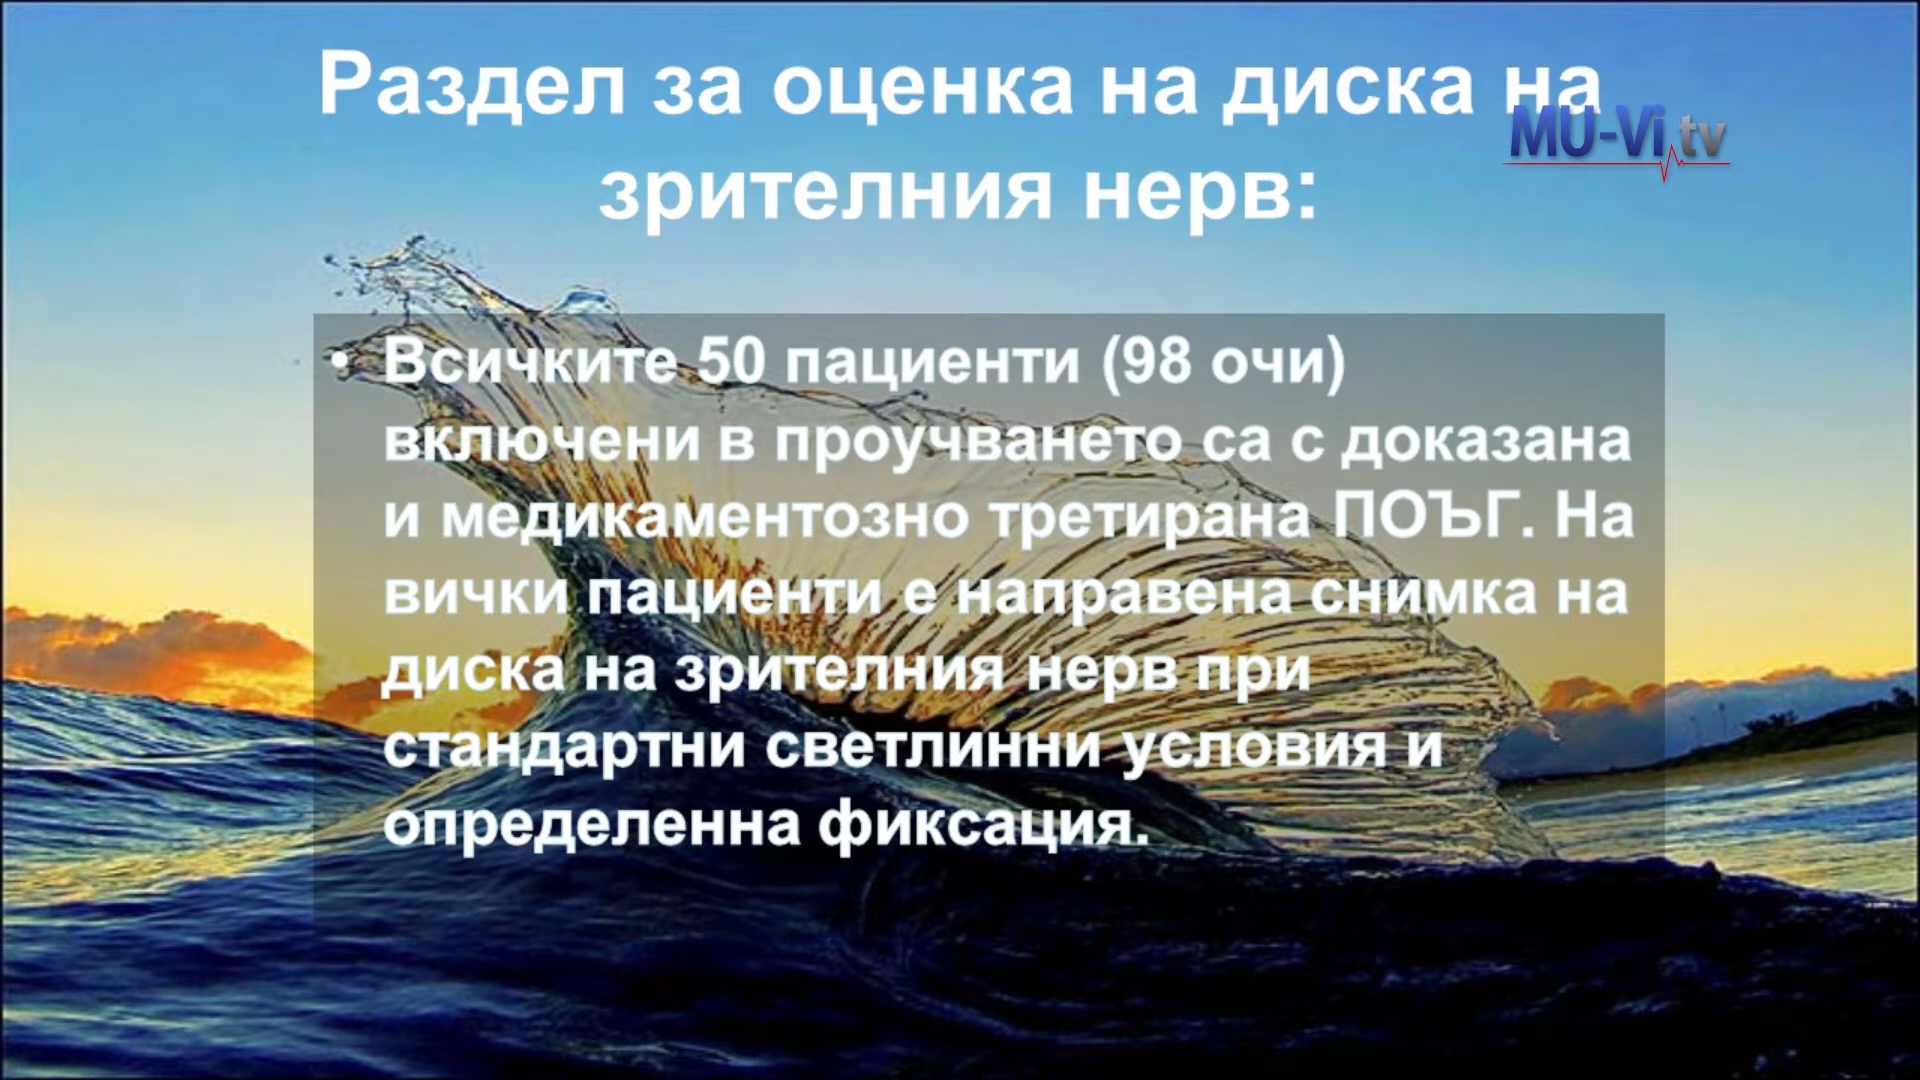 Раздел за оценка на диска на
MU-Vi.tv
зрителния нерв:
• Всичките 50 пациенти (98 очи)
включени в проучването са с доказана
и медикаментозно третирана ПОЪГ. На
вички пациенти е направена снимка на
диска на зрителния нерв при
стандартни светлинни условия и
определенна фиксация.